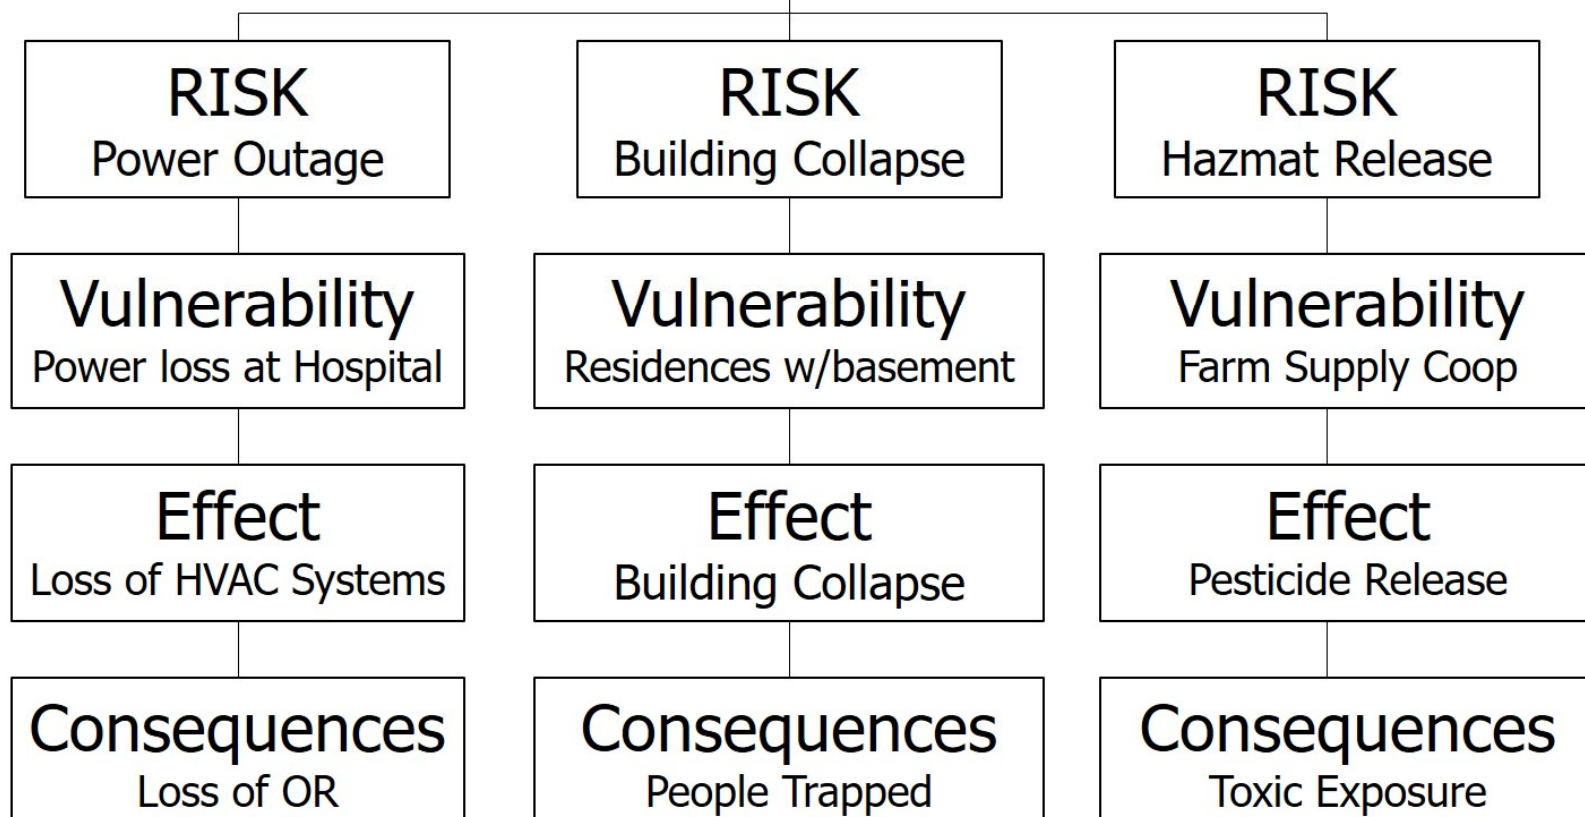 RISK
Power Outage
RISK
Building Collapse
RISK
Hazmat Release
Vulnerability
Power loss at Hospital
Vulnerability
Residences w/basement
Vulnerability
Farm Supply Coop
Effect
Loss of HVAC Systems
Effect
Building Collapse
Effect
Pesticide Release
Consequences
Loss of OR
Consequences
People Trapped
Consequences
Toxic Exposure